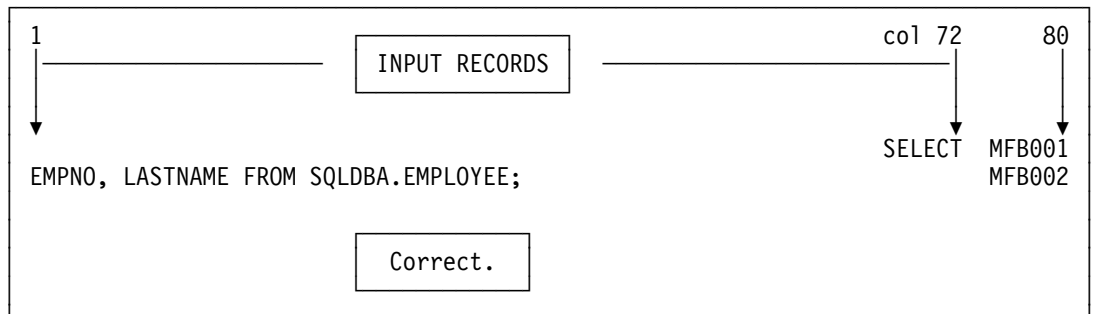 1 col 72 80
INPUT RECORDS
SELECT MFB001
EMPNO, LASTNAME FROM SQLDBA.EMPLOYEE; MFB002
Correct.